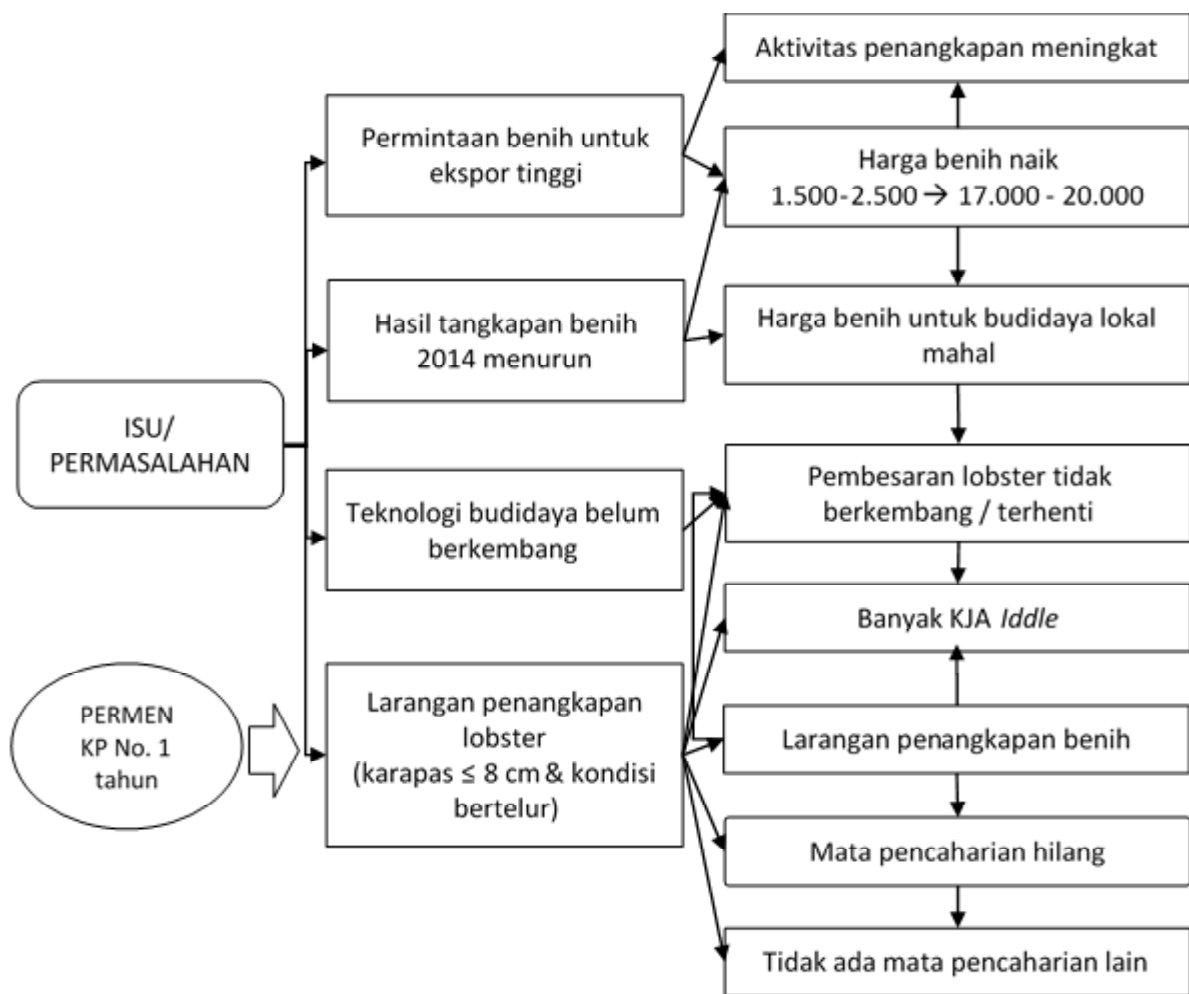 ISU/
PERMASALAHAN
PERMEN
KP No. 1
tahun
Permintaan benih untuk
ekspor tinggi
Hasil tangkapan benih
2014 menurun
Teknologi budidaya belum
berkembang
Larangan penangkapan
lobster
(karapas ≤ 8 cm & kondisi
bertelur)
Aktivitas penangkapan meningkat
Harga benih naik
1.500-2.500 → 17.000 - 20.000
Harga benih untuk budidaya lokal
mahal
Pembesaran lobster tidak
berkembang / terhenti
Banyak KJA Iddle
Larangan penangkapan benih
Mata pencaharian hilang
Tidak ada mata pencaharian lain